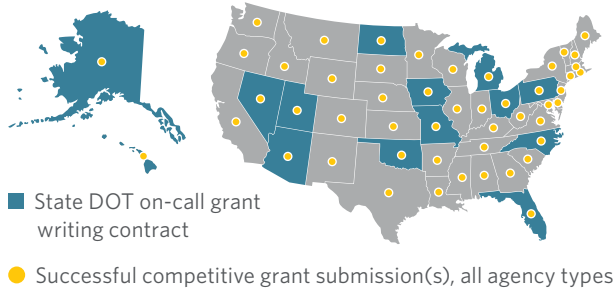 State DOT on-call grant
writing contract
Successful competitive grant submission(s), all agency types